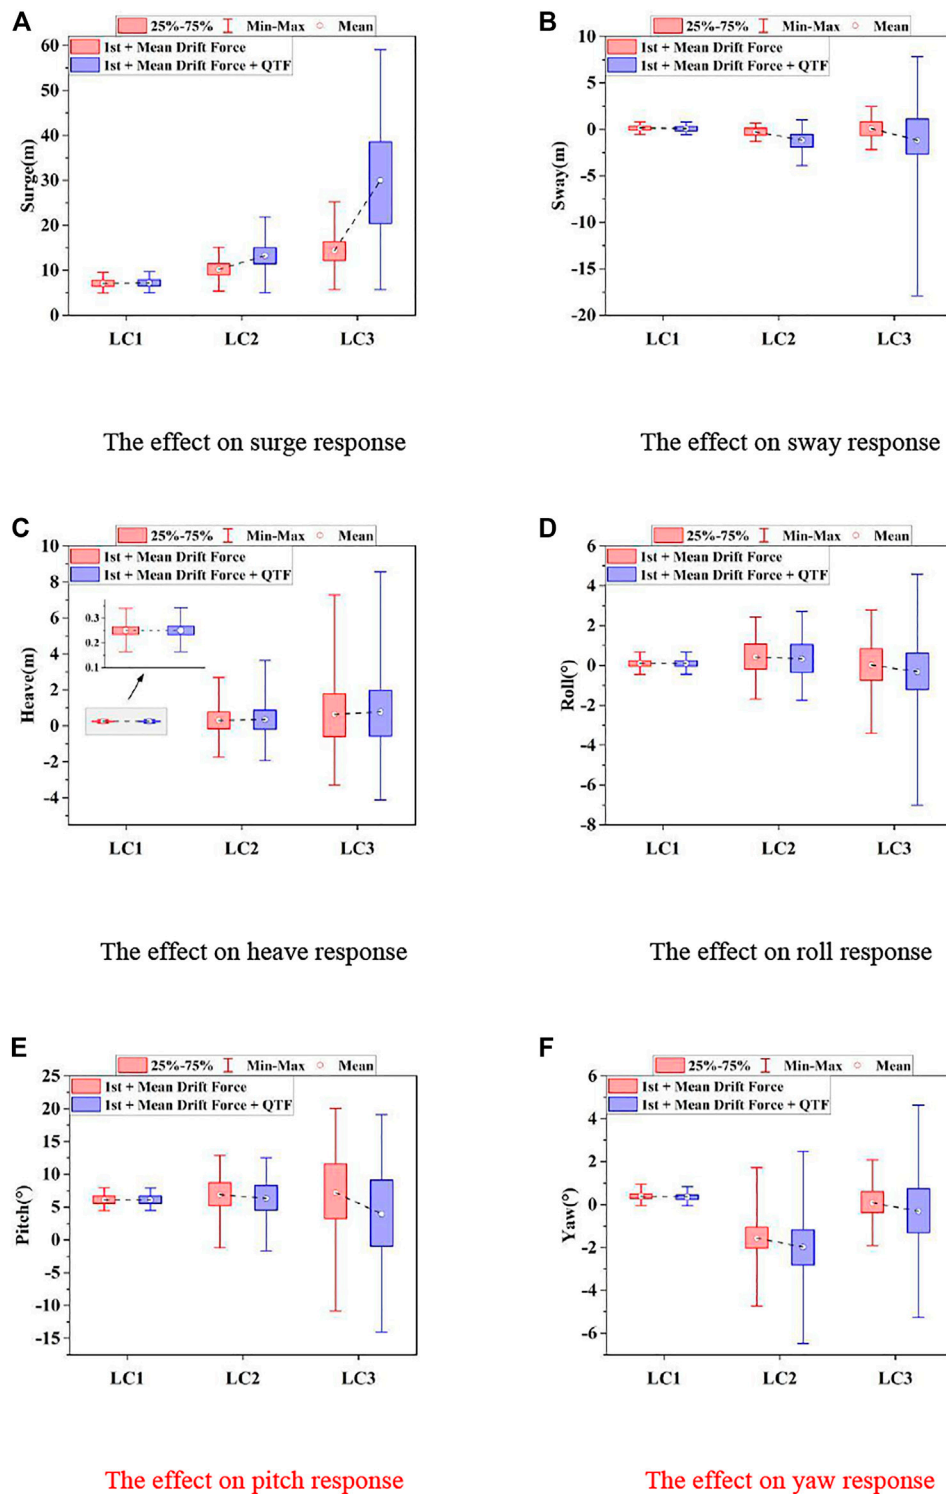 A
25%-75% Min-Max Mean
1st + Mean Drift Force
1st + Mean Drift Force + QTF
Surge(m)
60
50
40
30
20
10
0
LC1 LC2 LC3
The effect on surge response
B
25%-75% Min-Max Mean
1st + Mean Drift Force
1st + Mean Drift Force + QTF
Sway(m)
10
5
0
-5
-10
-15
-20
LC1 LC2 LC3
The effect on sway response
C
25%-75% Min-Max Mean
1st + Mean Drift Force
1st + Mean Drift Force + QTF
Heave(m)
10
8
6
4
2
0
-2
-4
0.3
0.2
0.1
LC1 LC2 LC3
The effect on heave response
D
25%-75% Min-Max Mean
1st + Mean Drift Force
1st + Mean Drift Force + QTF
Roll(°)
6
4
2
0
-2
-4
-6
-8
LC1 LC2 LC3
The effect on roll response
E
25%-75% Min-Max Mean
1st + Mean Drift Force
1st + Mean Drift Force + QTF
Pitch(°)
25
20
15
10
5
0
-5
-10
-15
LC1 LC2 LC3
The effect on pitch response
F
25%-75% Min-Max Mean
1st + Mean Drift Force
1st + Mean Drift Force + QTF
Yaw(°)
6
4
2
0
-2
-4
-6
LC1 LC2 LC3
The effect on yaw response